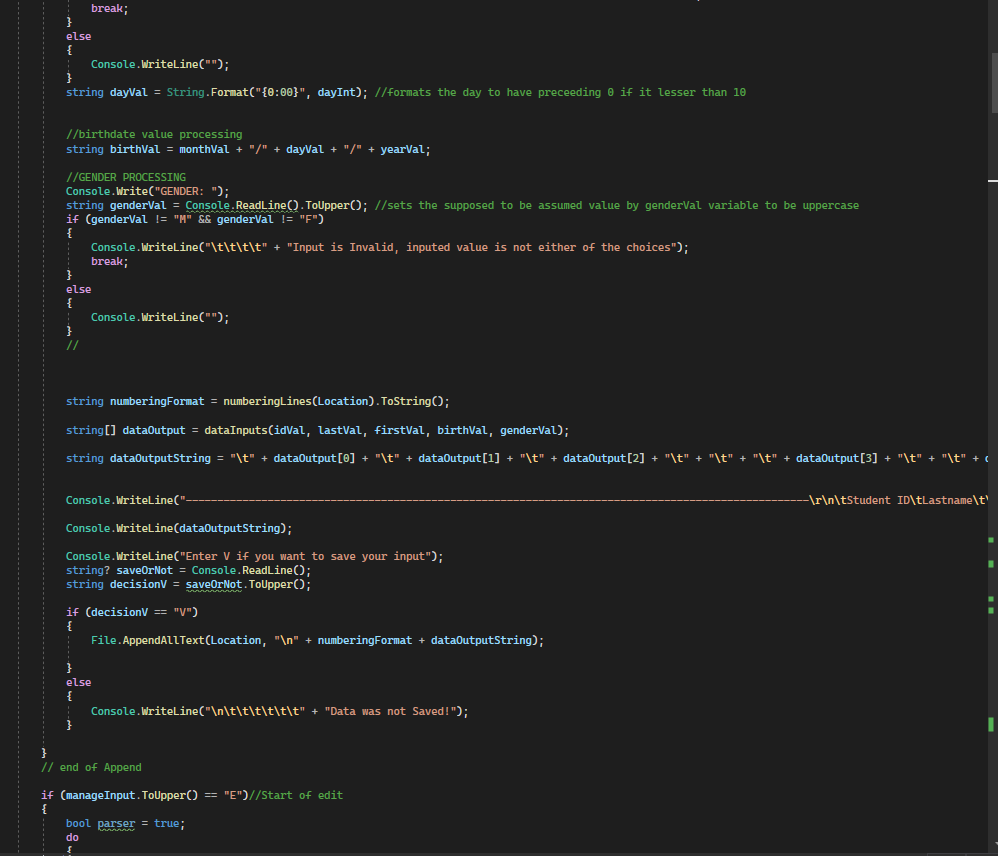 break;
}
else
{
Console.WriteLine("");
}
string dayVal = String.Format("{0:00}", dayInt); //formats the day to have preceeding 0 if it lesser than 10
//birthdate value processing
string birthVal = monthVal + "/" + dayVal + "/" + yearVal;
//GENDER PROCESSING
Console.Write("GENDER: ");
string genderVal = Console.ReadLine().ToUpper(); //sets the supposed to be assumed value by genderVal variable to be uppercase
if (genderVal != "M" && genderVal != "F")
{
Console.WriteLine("\t\t\t\t" + "Input is Invalid, inputed value is not either of the choices");
break;
}
else
{
Console.WriteLine("");
}
//
string numberingFormat = numberingLines(Location).ToString();
string[] dataOutput = dataInputs(idVal, lastVal, firstVal, birthVal, genderVal);
string dataOutputString = "\t" + dataOutput[0] + "\t" + dataOutput[1] + "\t" + dataOutput[2] + "\t" + "\t" + "\t" + dataOutput[3] + "\t" + "\t" +
Console.WriteLine("---------------------------------------------------------------------------------------------------\r\n\tStudent ID\tLastname\t\
Console.WriteLine(dataOutputString);
Console.WriteLine("Enter V if you want to save your input");
string? saveOrNot = Console.ReadLine();
string decisionV = saveOrNot.ToUpper();
if (decisionV == "V")
{
File.AppendAllText(Location, "\n" + numberingFormat + dataOutputString);
}
else
{
Console.WriteLine("\n\t\t\t\t\t\t" + "Data was not Saved!");
}
}
// end of Append
if (manageInput.ToUpper() == "E")//Start of edit
{
bool parser = true;
do
{